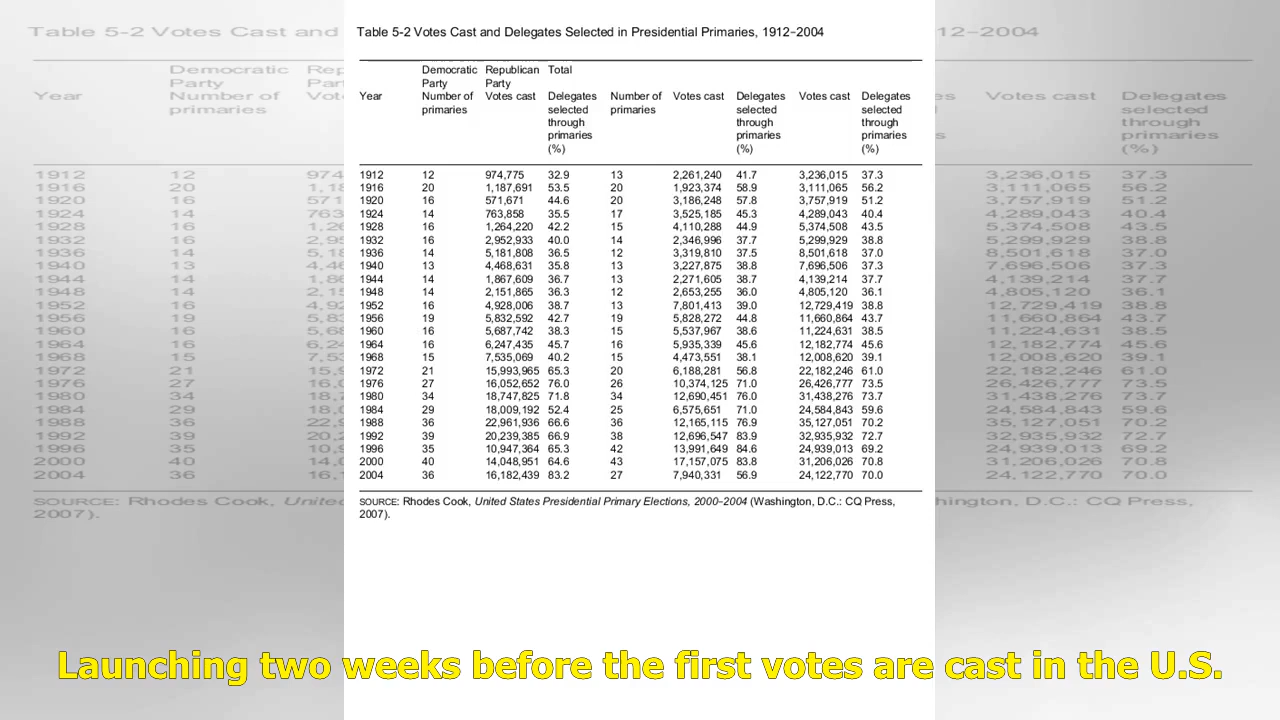 Table 5-2 Votes Cast and Delegates Selected in Presidential Primaries, 1912–2004
Democratic Party Republican Party Total
Year Number of primaries Votes cast Delegates selected through primaries (%) Number of primaries Votes cast Delegates selected through primaries (%) Votes cast Delegates selected through primaries (%)
1912 12 974,775 32.9 13 2,261,240 41.7 3,236,015 37.3
1916 20 1,187,691 53.5 20 1,923,374 58.9 3,111,065 56.2
1920 16 571,671 44.6 20 3,186,248 57.8 3,757,919 51.2
1924 14 763,858 35.5 17 3,525,185 45.3 4,289,043 40.4
1928 16 1,264,220 42.2 15 4,110,288 44.9 5,374,508 43.5
1932 16 2,952,933 40.0 14 2,346,996 37.7 5,299,929 38.8
1936 14 5,181,808 36.5 12 3,319,810 37.5 8,501,618 37.0
1940 13 4,468,631 35.8 13 3,227,875 38.8 7,696,506 37.3
1944 14 1,867,609 36.7 13 2,271,605 38.7 4,139,214 37.7
1948 14 2,151,865 36.3 12 2,653,255 36.0 4,805,120 36.1
1952 16 4,928,006 38.7 13 7,801,413 39.0 12,729,419 38.8
1956 19 5,832,592 42.7 19 5,828,272 44.8 11,660,864 43.7
1960 16 5,687,742 38.3 15 5,537,967 38.6 11,224,631 38.5
1964 16 6,247,435 45.7 16 5,935,339 45.6 12,182,774 45.6
1968 15 7,535,069 40.2 15 4,473,551 38.1 12,008,620 39.1
1972 21 15,993,965 65.3 20 6,188,281 56.8 22,182,246 61.0
1976 27 16,052,652 76.0 26 10,374,125 71.0 26,426,777 73.5
1980 34 18,747,825 71.8 34 12,690,451 76.0 31,438,276 73.7
1984 29 18,009,192 52.4 25 6,575,651 71.0 24,584,843 59.6
1988 36 22,961,936 66.6 36 12,165,115 76.9 35,127,051 70.2
1992 39 20,239,385 66.9 38 12,696,547 83.9 32,935,932 72.7
1996 35 10,947,364 65.3 42 13,991,649 84.6 24,939,013 69.2
2000 40 14,048,951 64.6 43 17,157,075 83.8 31,206,026 70.8
2004 36 16,182,439 83.2 27 7,940,331 56.9 24,122,770 70.0
SOURCE: Rhodes Cook, United States Presidential Primary Elections, 2000–2004 (Washington, D.C.: CQ Press,
2007).
Launching two weeks before the first votes are cast in the U.S.